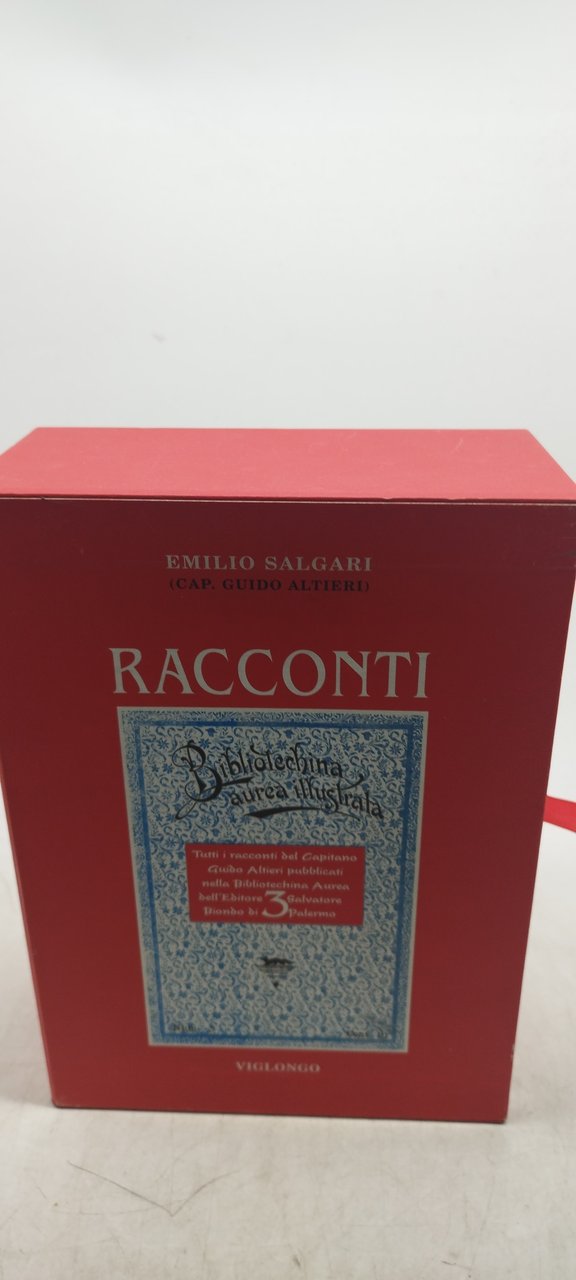 EMILIO SALGARI
(CAP. GUIDO ALTIERI)
RACCONTI
Bibliotechina
aurea illustrata
Tutti i racconti del Capitano
Guido Altieri pubblicati
nella Bibliotechina Aurea
dell'Editore 3 Salvatore
Biondo di Palermo
VIGLONGO